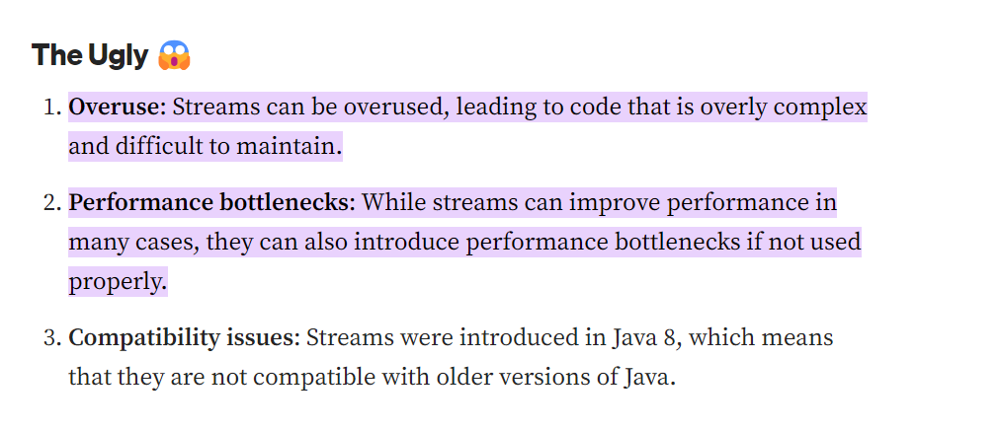 The Ugly 😱
1. Overuse: Streams can be overused, leading to code that is overly complex
and difficult to maintain.
2. Performance bottlenecks: While streams can improve performance in
many cases, they can also introduce performance bottlenecks if not used
properly.
3. Compatibility issues: Streams were introduced in Java 8, which means
that they are not compatible with older versions of Java.